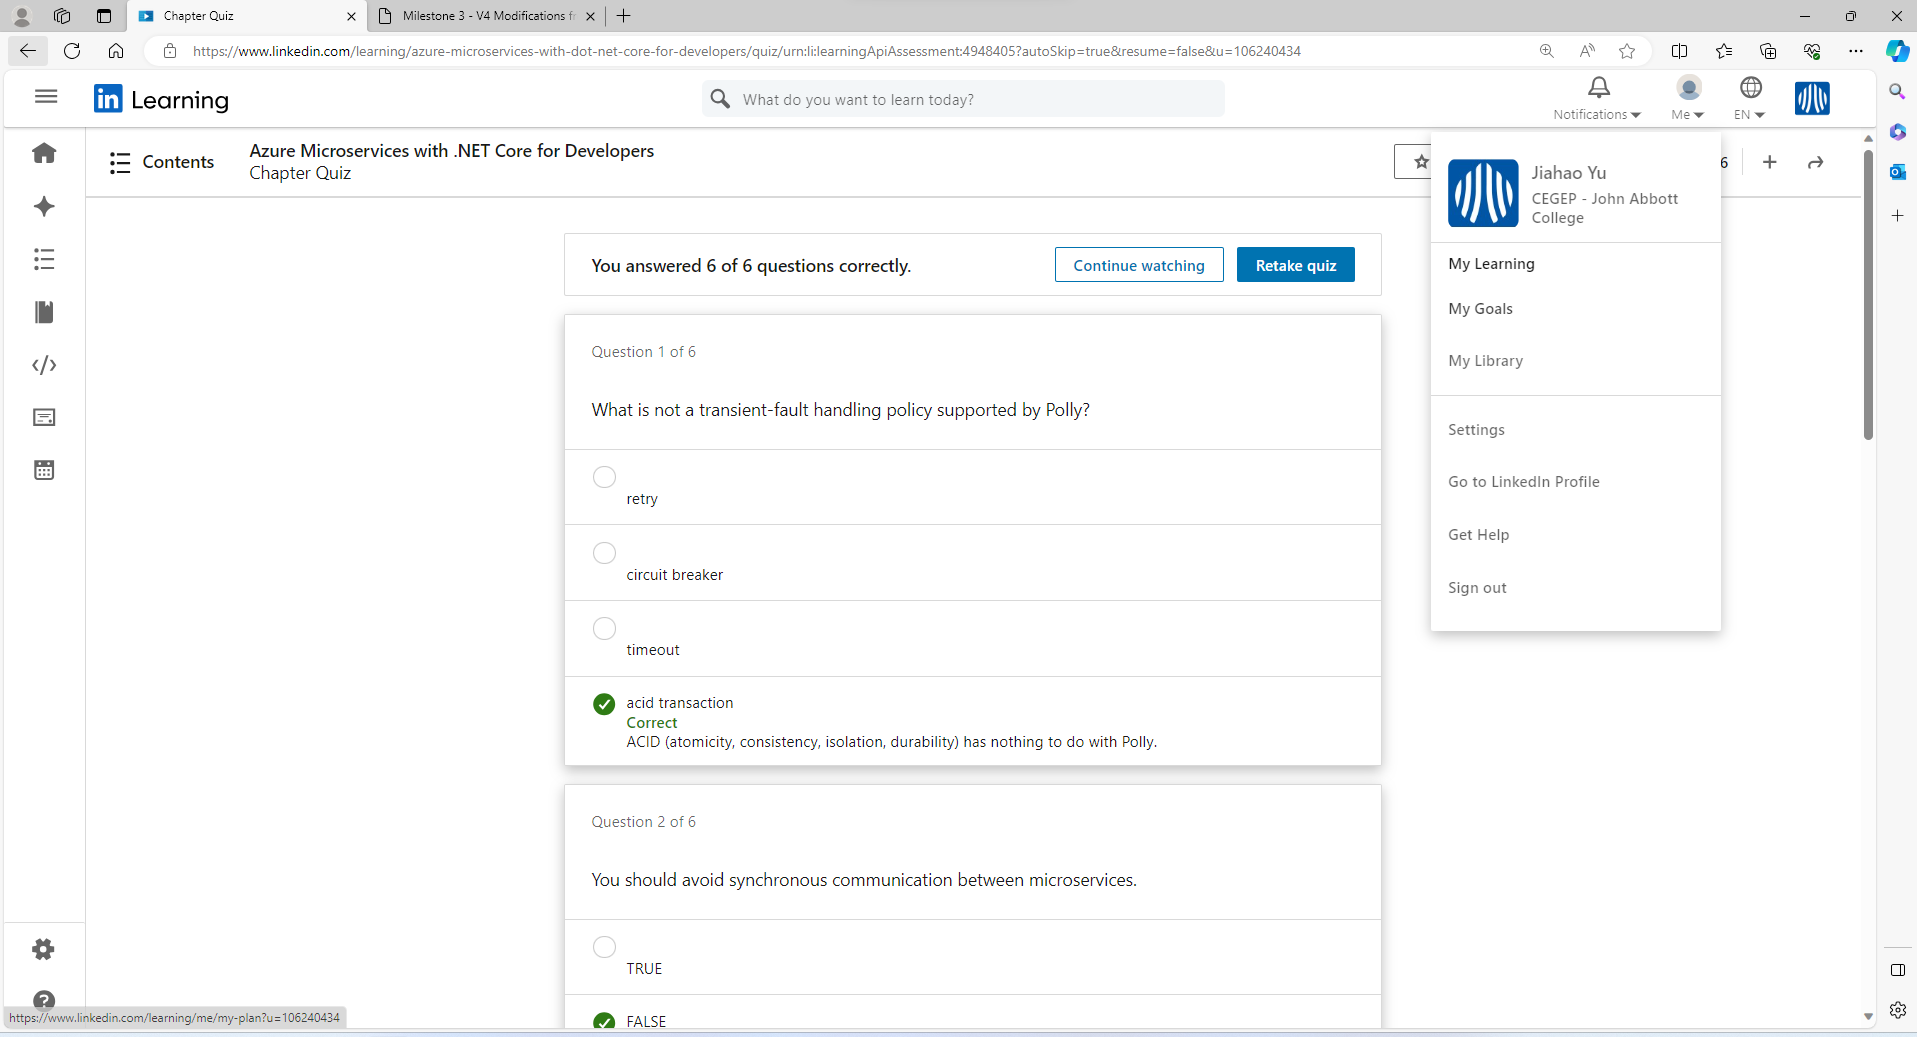 Chapter Quiz
Milestone 3 - V4 Modifications f
https://www.linkedin.com/learning/azure-microservices-with-dot-net-core-for-developers/quiz/urn:li:learningApiAssessment:4948405?autoSkip=true&resume=false&u=106240434
in Learning
What do you want to learn today?
Notifications
Me
EN
Contents
Azure Microservices with .NET Core for Developers
Chapter Quiz
6
Jiahao Yu
CEGEP - John Abbott
College
My Learning
My Goals
My Library
Settings
Go to LinkedIn Profile
Get Help
Sign out
You answered 6 of 6 questions correctly.
Continue watching
Retake quiz
Question 1 of 6
What is not a transient-fault handling policy supported by Polly?
retry
circuit breaker
timeout
acid transaction
Correct
ACID (atomicity, consistency, isolation, durability) has nothing to do with Polly.
Question 2 of 6
You should avoid synchronous communication between microservices.
TRUE
FALSE
https://www.linkedin.com/learning/me/my-plan?u=106240434